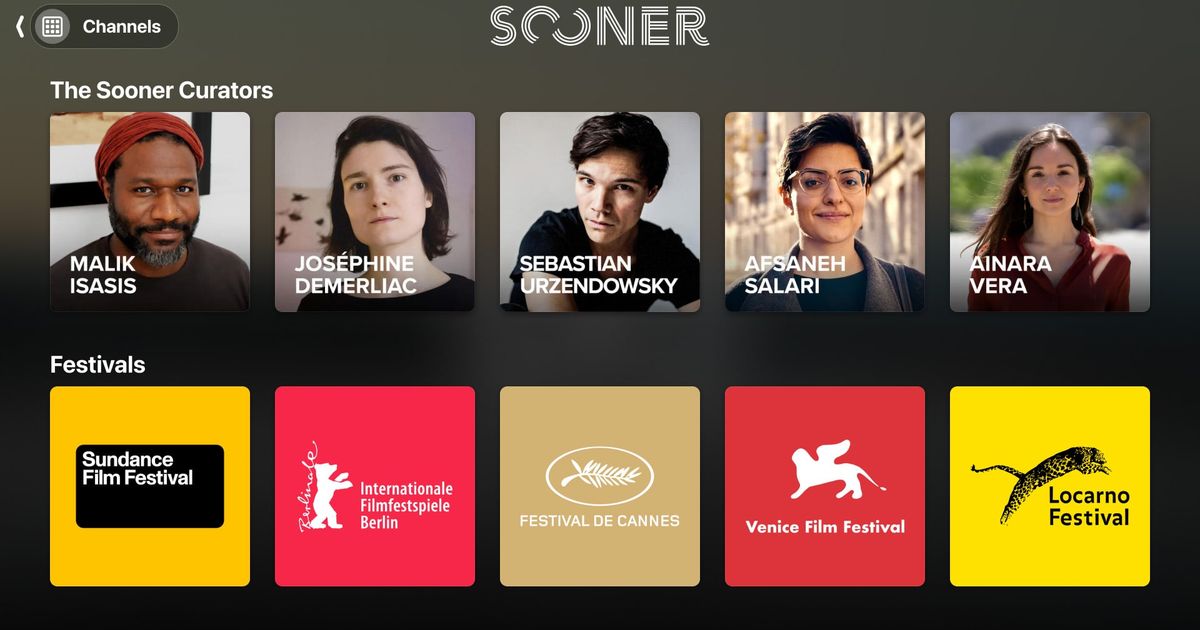 Channels
SOONER
The Sooner Curators
MALIK
ISASIS
JOSÉPHINE
DEMERLIAC
SEBASTIAN
URZENDOWSKY
AFSANEH
SALARI
AINARA
VERA
Festivals
Sundance
Film Festival
Berlinale
Internationale
Filmfestspiele
Berlin
FESTIVAL DE CANNES
Venice Film Festival
Locarno
Festival